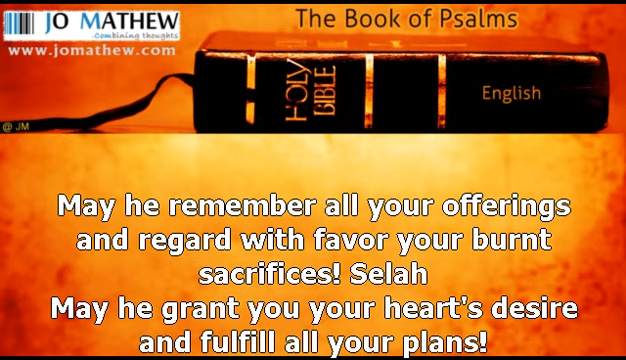 JO MATHEW
.Combining thoughts
www.jomathew.com
The Book of Psalms
HOLY
BIBLE
English
@ JM
May he remember all your offerings
and regard with favor your burnt
sacrifices! Selah
May he grant you your heart's desire
and fulfill all your plans!